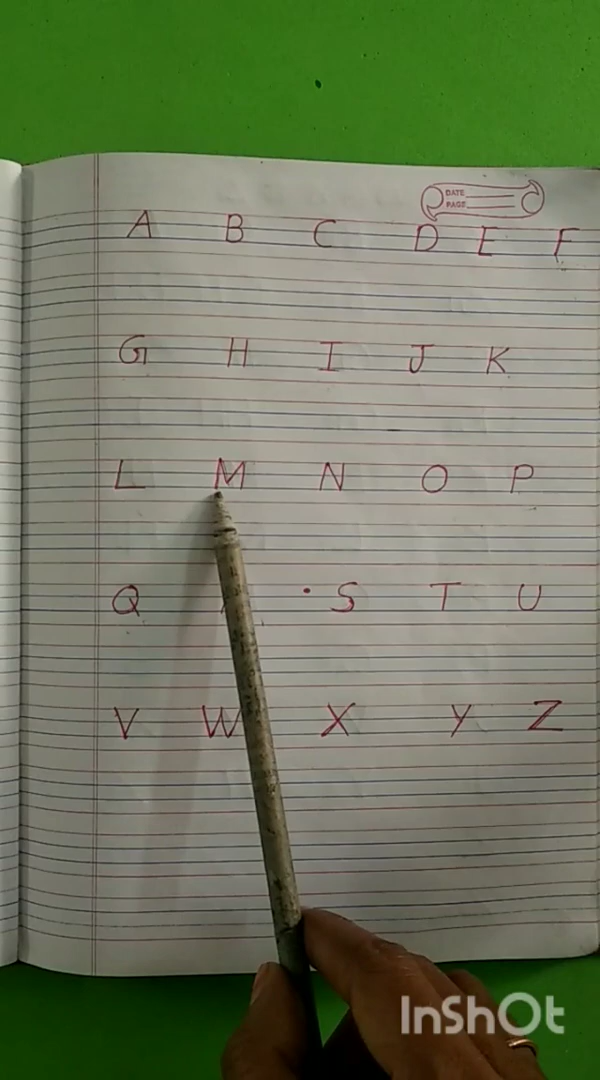 DATE
PAGE
A B C D E F
G H I J K
L M N O P
Q S T U
V W X Y Z
InShOt